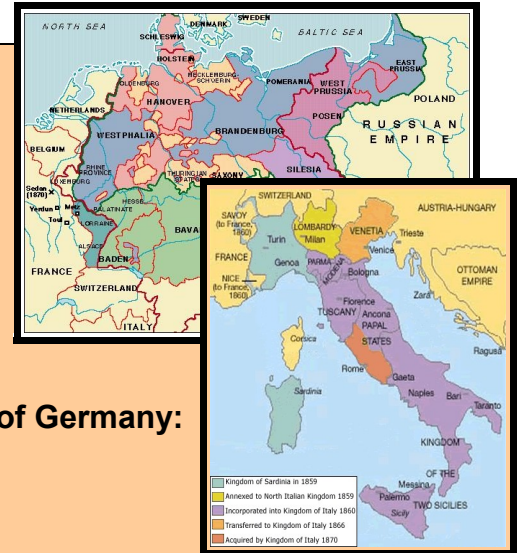 NORTH SEA
SWEDEN
DENMARK
BALTIC SEA
SCHLESWIG
HOLSTEIN
EAST
PRUSSIA
MECKLENBURG-
SCHWERIN
POMERANIA
WEST
PRUSSIA
OLDENBURG
HANOVER
POLAND
NETHERLANDS
POSEN
RUSSIAN
EMPIRE
WESTPHALIA
BRANDENBURG
BELGIUM
SILESIA
RHINE
PROVINCE
THURINGIAN
SAXONY
LUXEMBURG
Sedan
(1870)
HESSE
Verdun
Metz
PALATINATE
Toul
LORRAINE
BAVA
ALSACE
BADEN
FRANCE
SWITZERLAND
ITALY
of Germany:
SWITZERLAND
AUSTRIA-HUNGARY
SAVOY
(to France,
1860)
LOMBARDY
Milan
VENETIA
Trieste
Turin
Venice
FRANCE
Genoa
PARMA
MODENA
Bologna
OTTOMAN
EMPIRE
NICE
(to France,
1860)
Zara
Florence
TUSCANY
Ancona
PAPAL
STATES
Corsica
Ragusa
Rome
Gaeta
Sardinia
Naples
Bari
Taranto
KINGDOM
OF THE
Messina
Palermo
Sicily
TWO SICILIES
Kingdom of Sardinia in 1859
Annexed to North Italian Kingdom 1859
Incorporated into Kingdom of Italy 1860
Transferred to Kingdom of Italy 1866
Acquired by Kingdom of Italy 1870